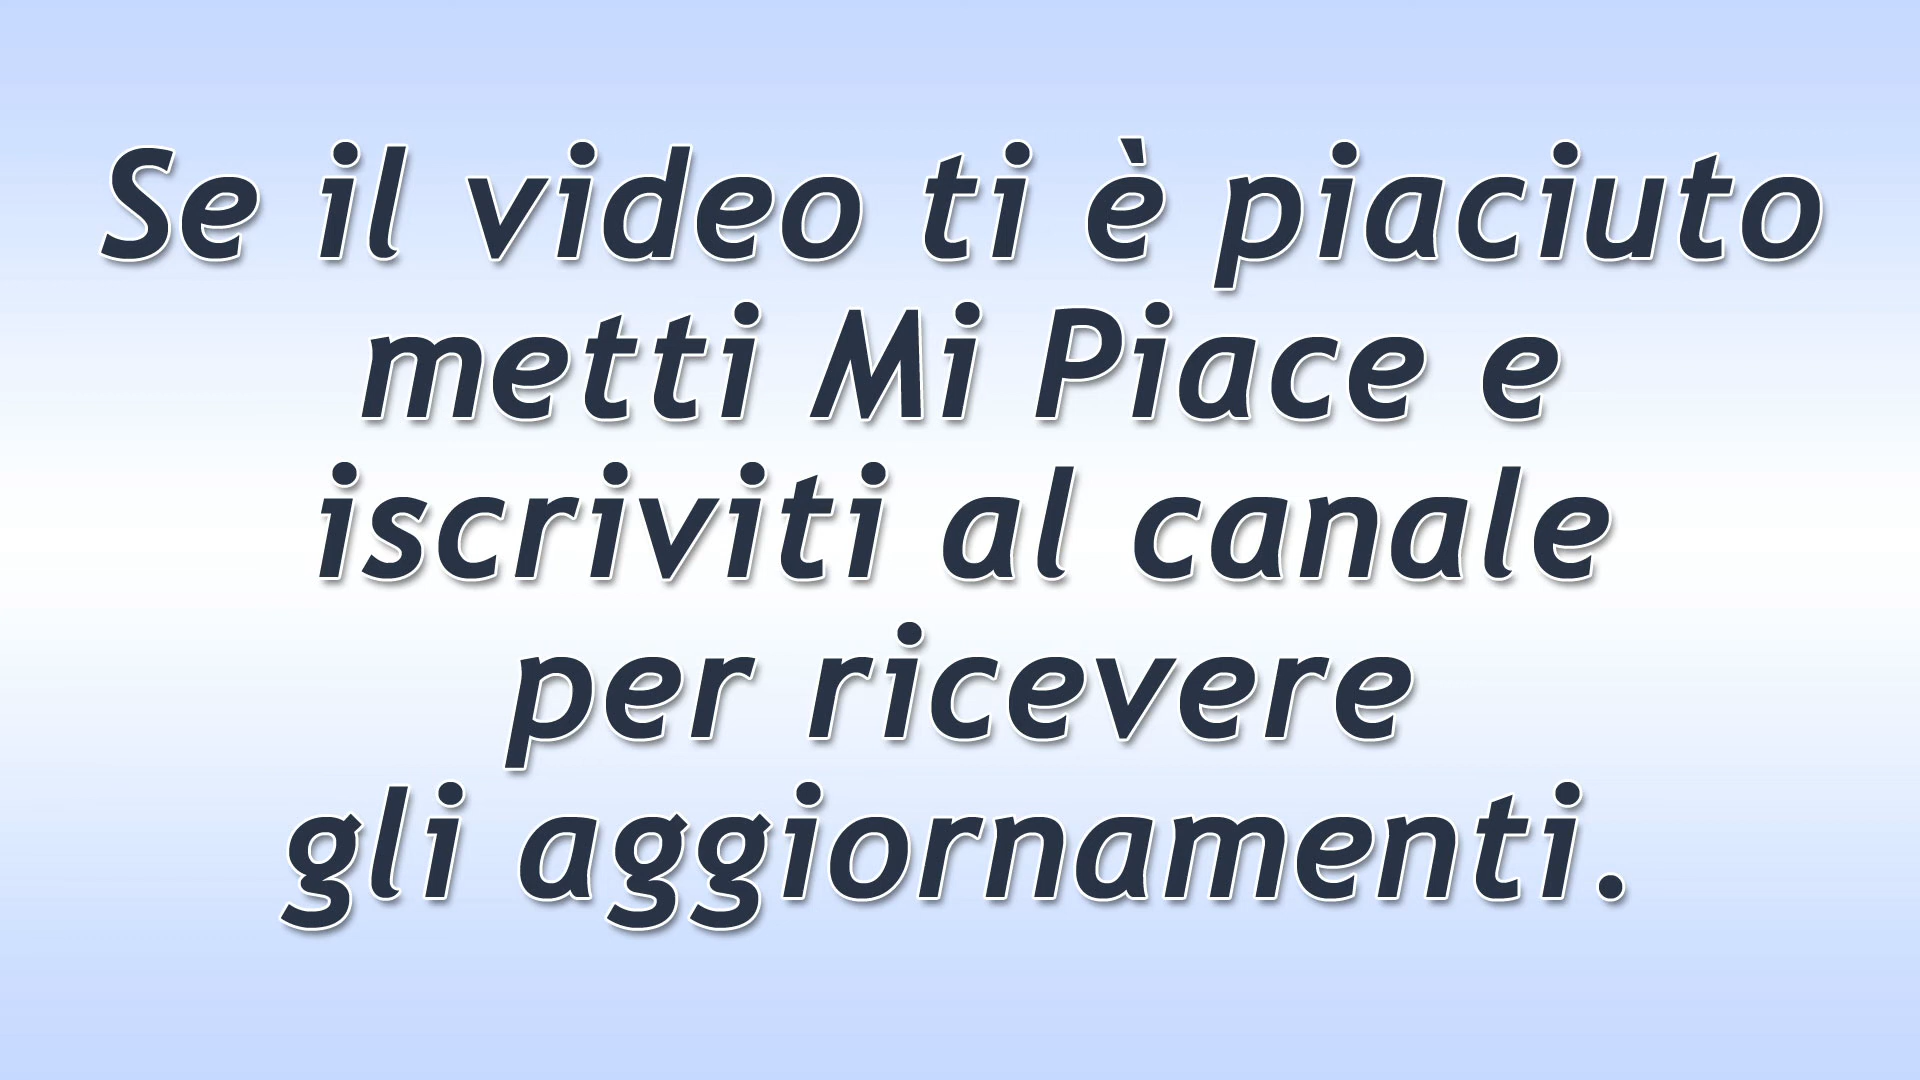 Se il video ti è piaciuto
metti Mi Piace e
iscriviti al canale
per ricevere
gli aggiornamenti.